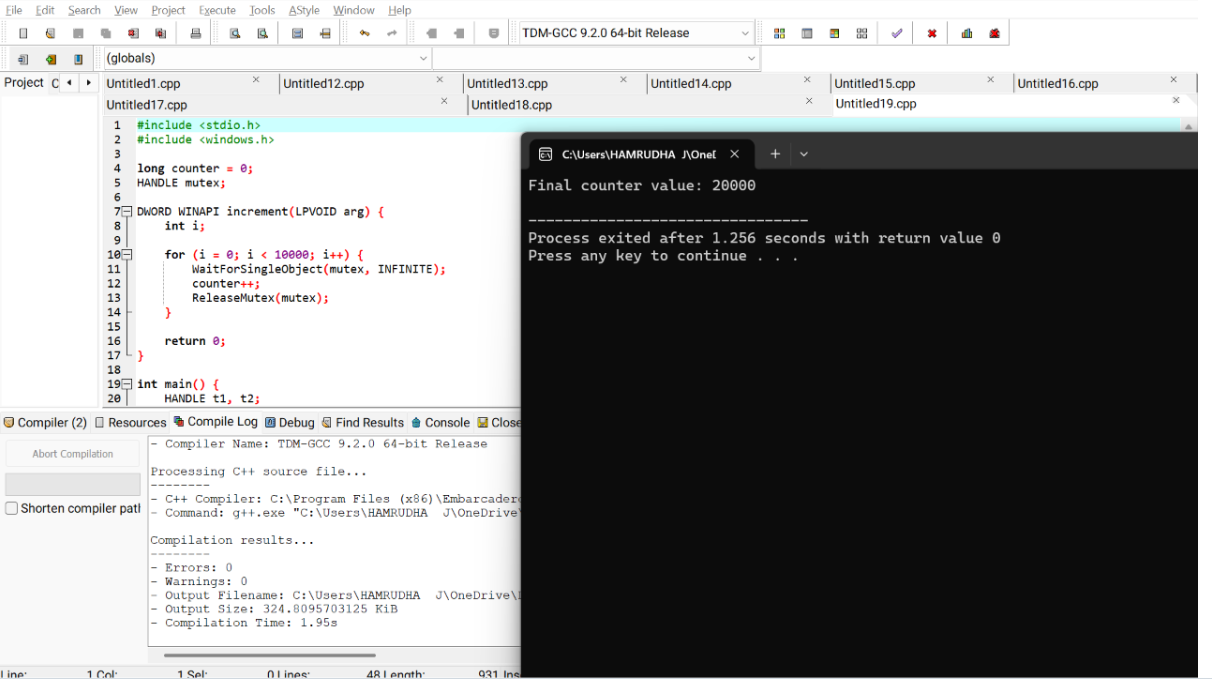 File Edit Search View Project Execute Tools AStyle Window Help
TDM-GCC 9.2.0 64-bit Release
(globals)
Project C
Untitled1.cpp Untitled12.cpp Untitled13.cpp Untitled14.cpp Untitled15.cpp Untitled16.cpp
Untitled17.cpp Untitled18.cpp Untitled19.cpp
1 #include <stdio.h>
2 #include <windows.h>
3
4 long counter = 0;
5 HANDLE mutex;
6
7 DWORD WINAPI increment(LPVOID arg) {
8 int i;
9
10 for (i = 0; i < 10000; i++) {
11 WaitForSingleObject(mutex, INFINITE);
12 counter++;
13 ReleaseMutex(mutex);
14 }
15
16 return 0;
17 }
18
19 int main() {
20 HANDLE t1, t2;
C:\Users\HAMRUDHA J\One
Final counter value: 20000
--------------------------------
Process exited after 1.256 seconds with return value 0
Press any key to continue . . .
Compiler (2) Resources Compile Log Debug Find Results Console Close
Abort Compilation
Shorten compiler pat
- Compiler Name: TDM-GCC 9.2.0 64-bit Release
Processing C++ source file...
--------
- C++ Compiler: C:\Program Files (x86)\Embarcader
- Command: g++.exe "C:\Users\HAMRUDHA J\OneDrive\
Compilation results...
--------
- Errors: 0
- Warnings: 0
- Output Filename: C:\Users\HAMRUDHA J\OneDrive\
- Output Size: 324.8095703125 KiB
- Compilation Time: 1.95s
Line: 1 Col: 1 Sel: 0 Lines: 48 Length: 931 Ins